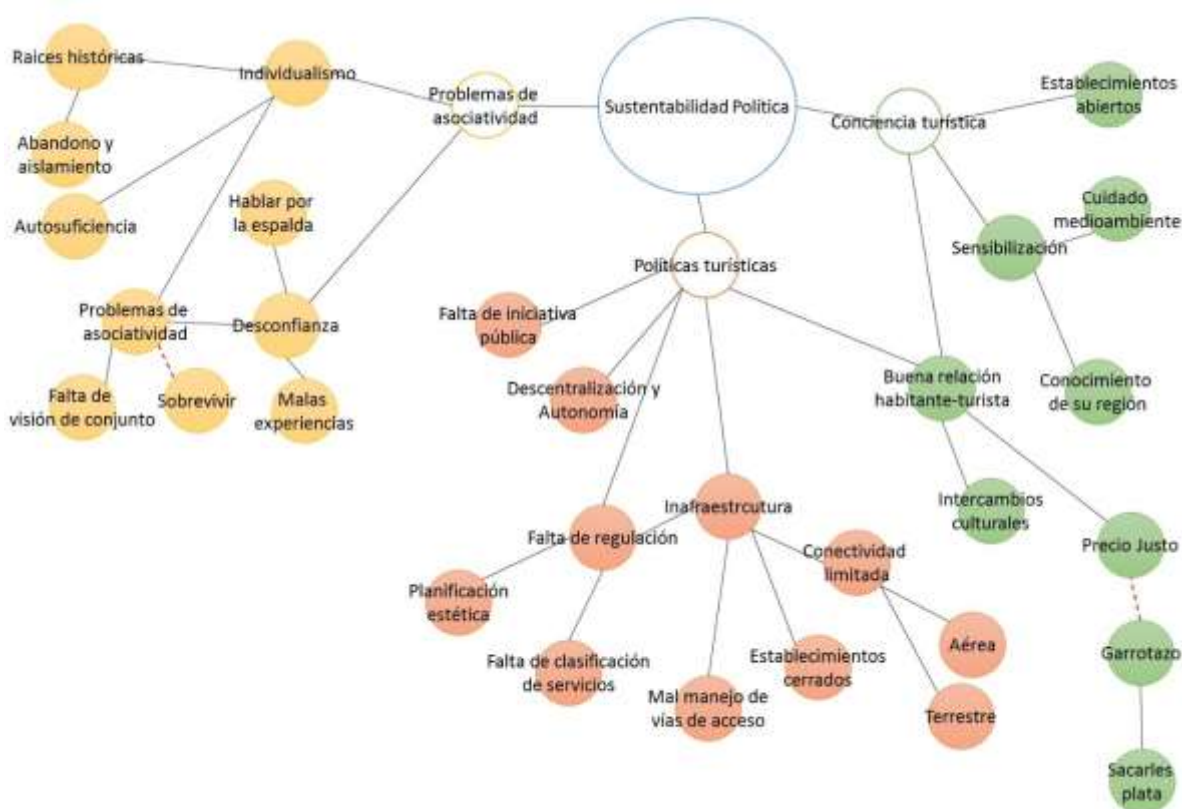 Raices históricas
Individualismo
Problemas de
asociatividad
Sustentabilidad Política
Conciencia turística
Establecimientos
abiertos
Abandono y
aislamiento
Autosuficiencia
Hablar por
la espalda
Cuidado
medioambiente
Sensibilización
Políticas turísticas
Problemas de
asociatividad
Desconfianza
Falta de iniciativa
pública
Falta de
visión de conjunto
Sobrevivir
Malas
experiencias
Descentralización y
Autonomía
Buena relación
habitante-turista
Conocimiento
de su región
Intercambios
culturales
Inafraestrcutura
Falta de regulación
Conectividad
limitada
Precio Justo
Planificación
estética
Falta de clasificación
de servicios
Mal manejo de
vías de acceso
Establecimientos
cerrados
Aérea
Terrestre
Garrotazo
Sacarles
plata